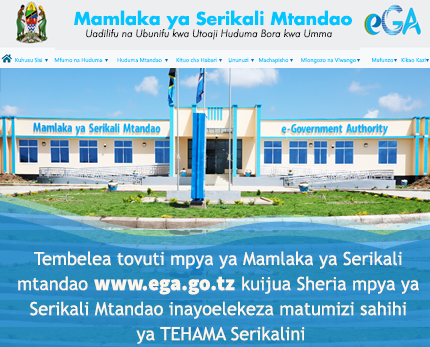 Mamlaka ya Serikali Mtandao
Uadilifu na Ubunifu kwa Utoaji Huduma Bora kwa Umma
eGA
Kuhusu Sisi Mfumo na Huduma Huduma Mtandao Kituo cha Habari Ununuzi Machapisho Miongozo na Viwango Mafunzo Kikao Kazi
Mamlaka ya Serikali Mtandao
e-Government Authority
Tembelea tovuti mpya ya Mamlaka ya Serikali
mtandao www.ega.go.tz kuijua Sheria mpya ya
Serikali Mtandao inayoelekeza matumizi sahihi
ya TEHAMA Serikalini